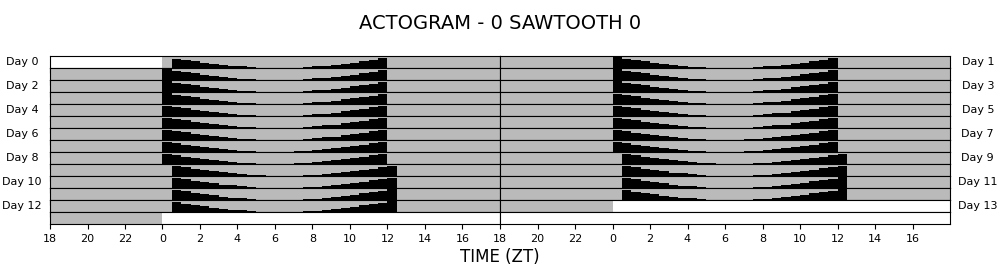 ACTOGRAM - 0 SAWTOOTH 0
Day 0 Day 1
Day 2 Day 3
Day 4 Day 5
Day 6 Day 7
Day 8 Day 9
Day 10 Day 11
Day 12 Day 13
18 20 22 0 2 4 6 8 10 12 14 16 18 20 22 0 2 4 6 8 10 12 14 16
TIME (ZT)